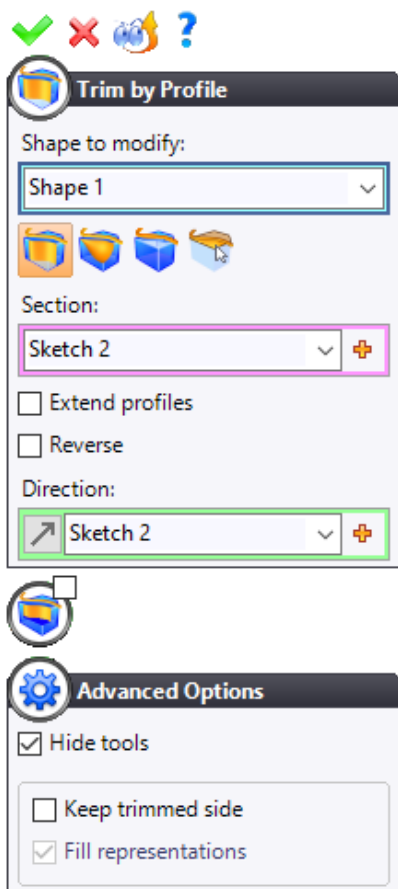 ?
Trim by Profile
Shape to modify:
Shape 1
Section:
Sketch 2
Extend profiles
Reverse
Direction:
Sketch 2
Advanced Options
Hide tools
Keep trimmed side
Fill representations